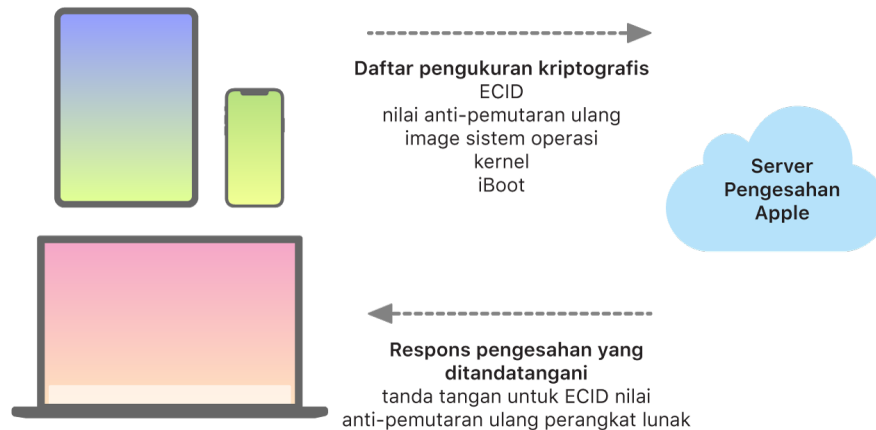 Daftar pengukuran kriptografis
ECID
nilai anti-pemutaran ulang
image sistem operasi
kernel
iBoot
Server
Pengesahan
Apple
Respons pengesahan yang
ditandatangani
tanda tangan untuk ECID nilai
anti-pemutaran ulang perangkat lunak